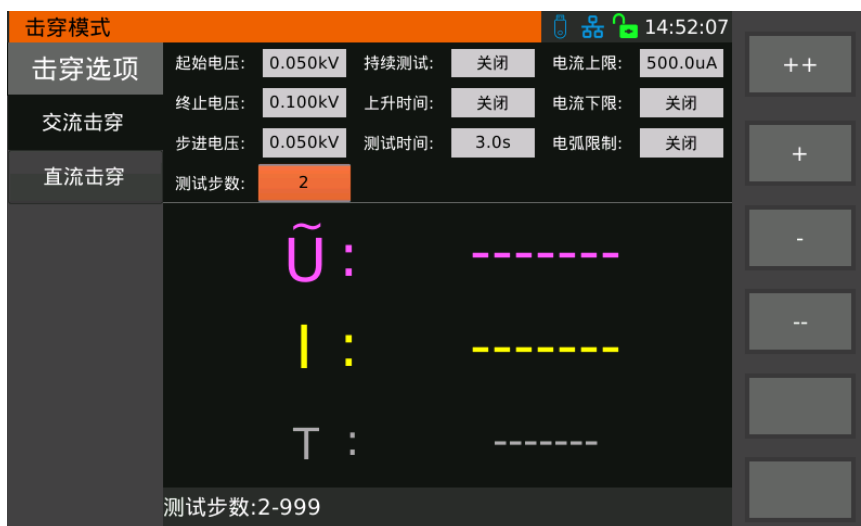 击穿模式 14:52:07
击穿选项
交流击穿
直流击穿
起始电压: 0.050kV 持续测试: 关闭 电流上限: 500.0uA
终止电压: 0.100kV 上升时间: 关闭 电流下限: 关闭
步进电压: 0.050kV 测试时间: 3.0s 电弧限制: 关闭
测试步数: 2
Ũ : -------
I : -------
T : -------
测试步数:2-999
++
+
-
--